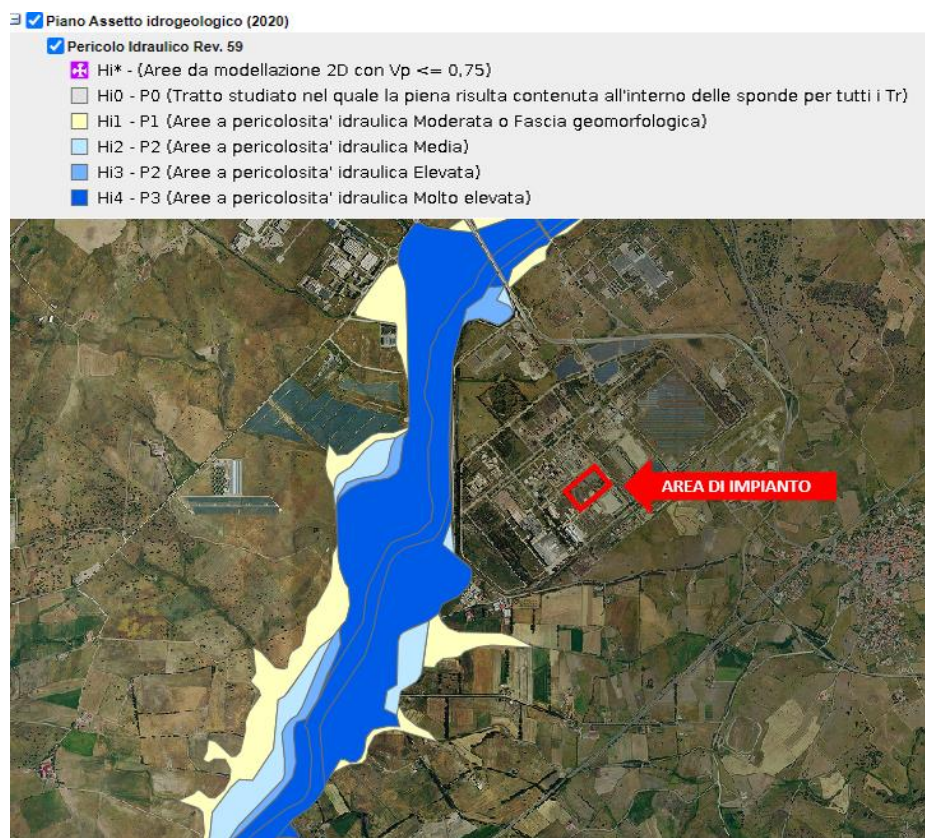 Piano Assetto idrogeologico (2020)
Pericolo Idraulico Rev. 59
Hi* - (Aree da modellazione 2D con Vp <= 0,75)
Hi0 - P0 (Tratto studiato nel quale la piena risulta contenuta all'interno delle sponde per tutti i Tr)
Hi1 - P1 (Aree a pericolosita' idraulica Moderata o Fascia geomorfologica)
Hi2 - P2 (Aree a pericolosita' idraulica Media)
Hi3 - P2 (Aree a pericolosita' idraulica Elevata)
Hi4 - P3 (Aree a pericolosita' idraulica Molto elevata)
AREA DI IMPIANTO